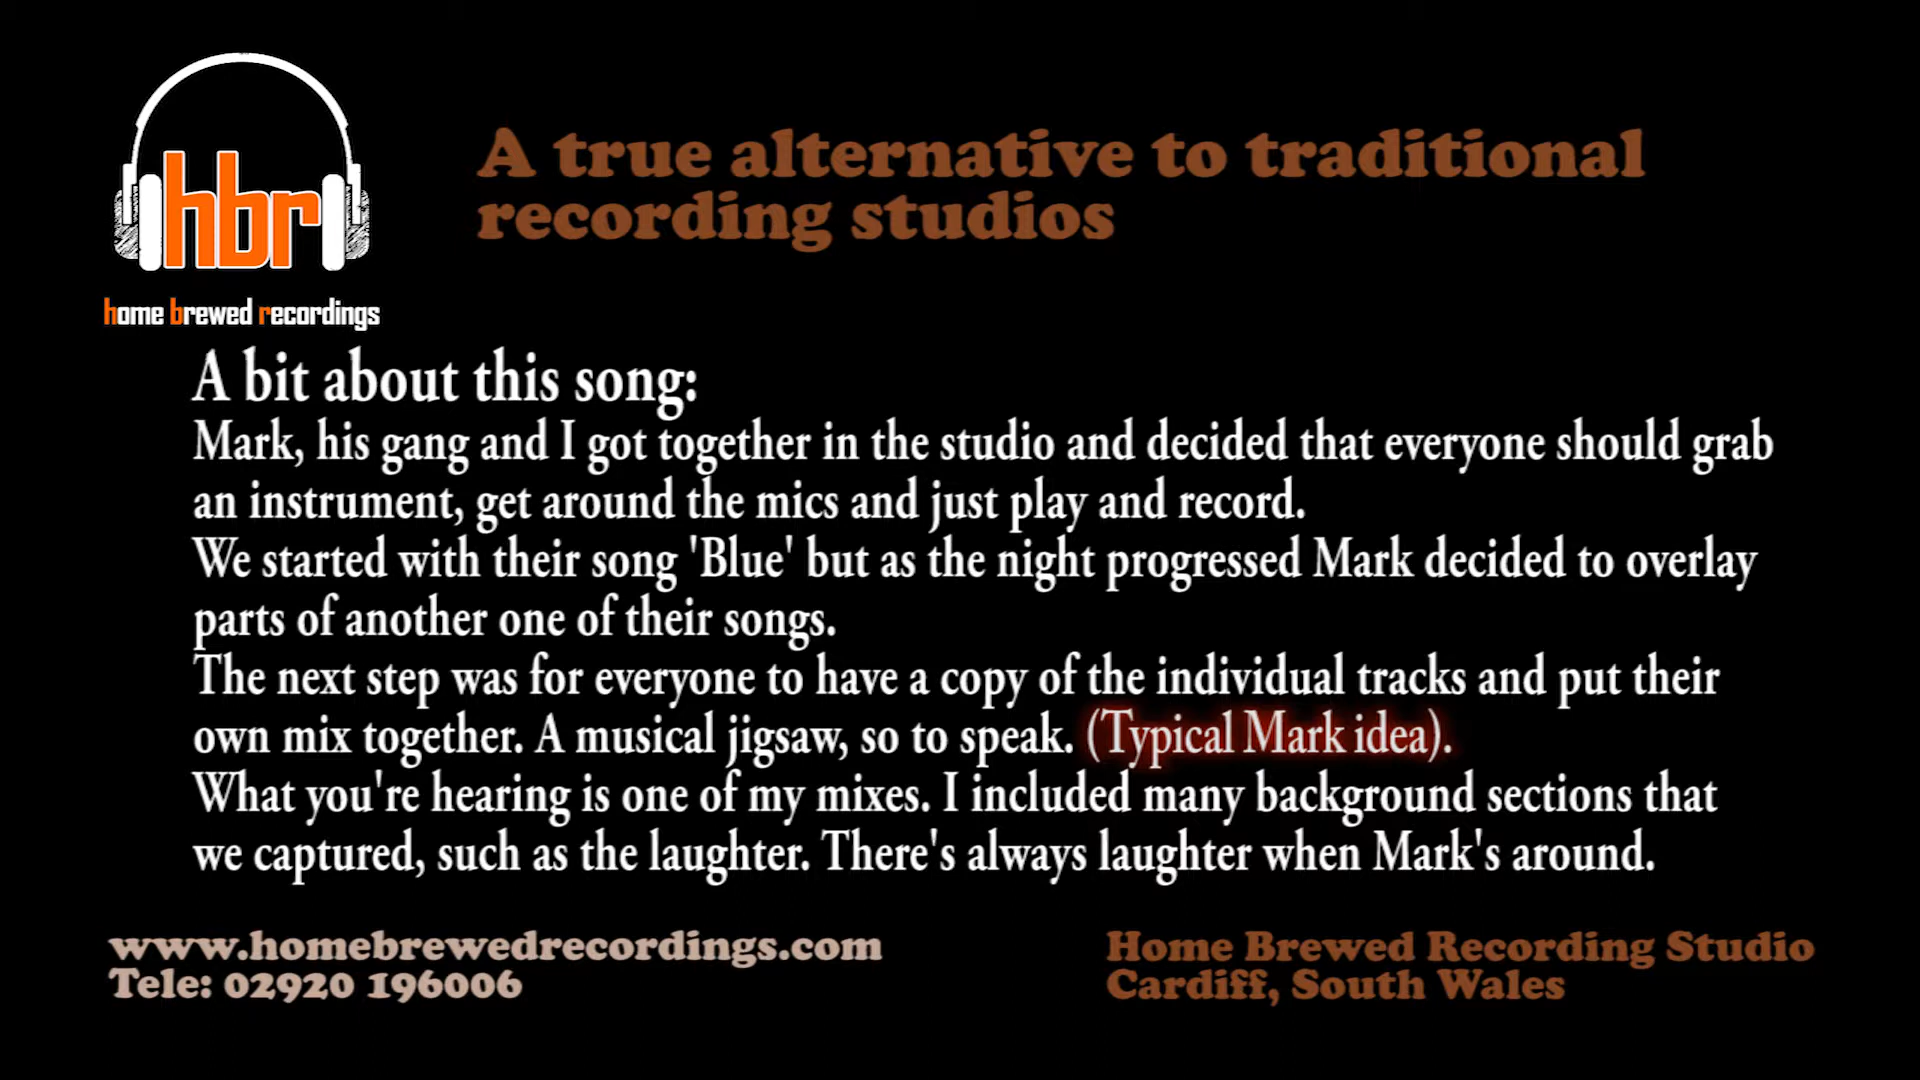 hbr
home brewed recordings
A true alternative to traditional
recording studios
A bit about this song:
Mark, his gang and I got together in the studio and decided that everyone should grab
an instrument, get around the mics and just play and record.
We started with their song 'Blue' but as the night progressed Mark decided to overlay
parts of another one of their songs.
The next step was for everyone to have a copy of the individual tracks and put their
own mix together. A musical jigsaw, so to speak. (Typical Mark idea).
What you're hearing is one of my mixes. I included many background sections that
we captured, such as the laughter. There's always laughter when Mark's around.
www.homebrewedrecordings.com
Tele: 02920 196006
Home Brewed Recording Studio
Cardiff, South Wales